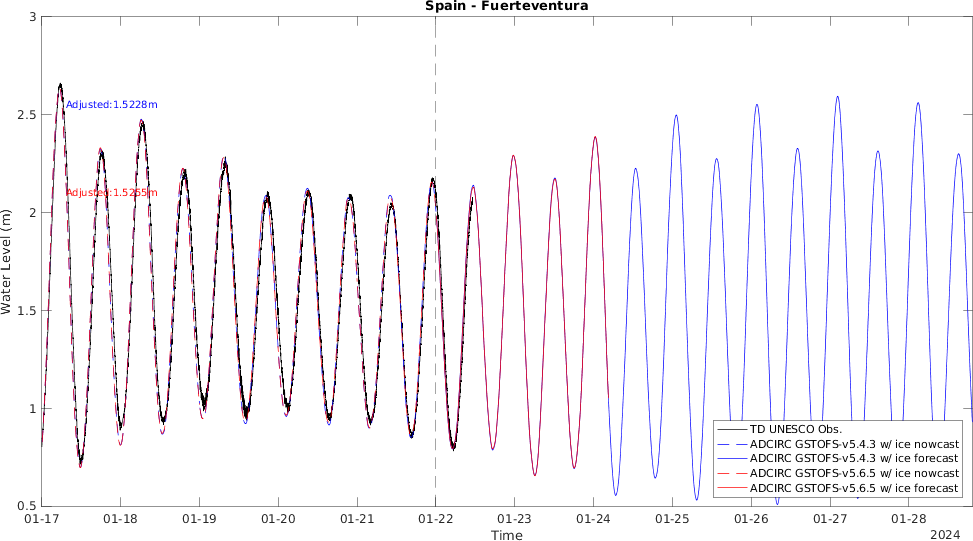 Spain - Fuerteventura
3
2.5
2
1.5
1
0.5
Water Level (m)
Adjusted:1.5228m
Adjusted:1.5255m
TD UNESCO Obs.
ADCIRC GSTOFS-v5.4.3 w/ ice nowcast
ADCIRC GSTOFS-v5.4.3 w/ ice forecast
ADCIRC GSTOFS-v5.6.5 w/ ice nowcast
ADCIRC GSTOFS-v5.6.5 w/ ice forecast
01-17 01-18 01-19 01-20 01-21 01-22 01-23 01-24 01-25 01-26 01-27 01-28
Time
2024